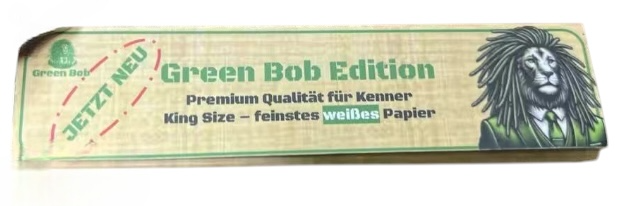 Green Bob
JETZT NEU
Green Bob Edition
Premium Qualität für Kenner
King Size – feinstes weißes Papier